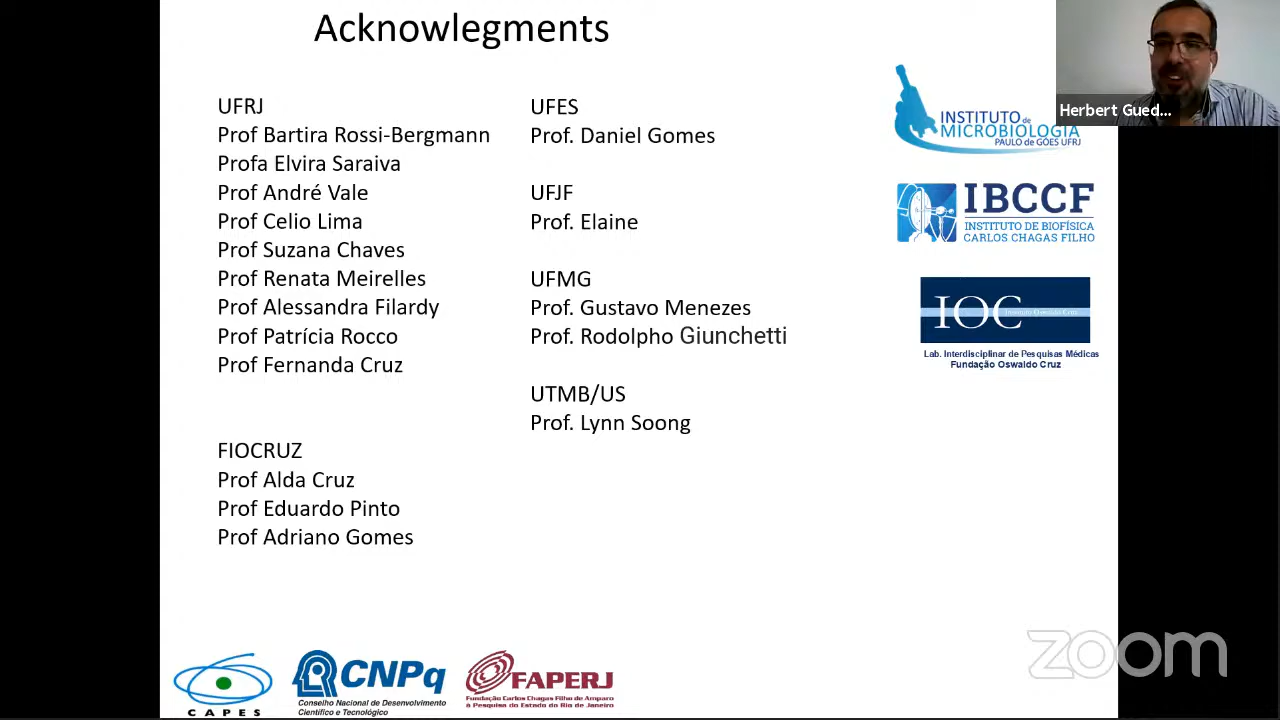 Acknowlegments
UFRJ
Prof Bartira Rossi-Bergmann
Profa Elvira Saraiva
Prof André Vale
Prof Celio Lima
Prof Suzana Chaves
Prof Renata Meirelles
Prof Alessandra Filardy
Prof Patrícia Rocco
Prof Fernanda Cruz
FIOCRUZ
Prof Alda Cruz
Prof Eduardo Pinto
Prof Adriano Gomes
UFES
Prof. Daniel Gomes
UFJF
Prof. Elaine
UFMG
Prof. Gustavo Menezes
Prof. Rodolpho Giunchetti
UTMB/US
Prof. Lynn Soong
Herbert Gued...
INSTITUTO de
MICROBIOLOGIA
PAULO DE GÓES UFRJ
IBCCF
INSTITUTO DE BIOFÍSICA
CARLOS CHAGAS FILHO
IOC
Instituto Oswaldo Cruz
Lab. Interdisciplinar de Pesquisas Médicas
Fundação Oswaldo Cruz
CAPES
CNPq
Conselho Nacional de Desenvolvimento
Científico e Tecnológico
FAPERJ
Fundação Carlos Chagas Filho de Amparo
à Pesquisa do Estado do Rio de Janeiro
zoom